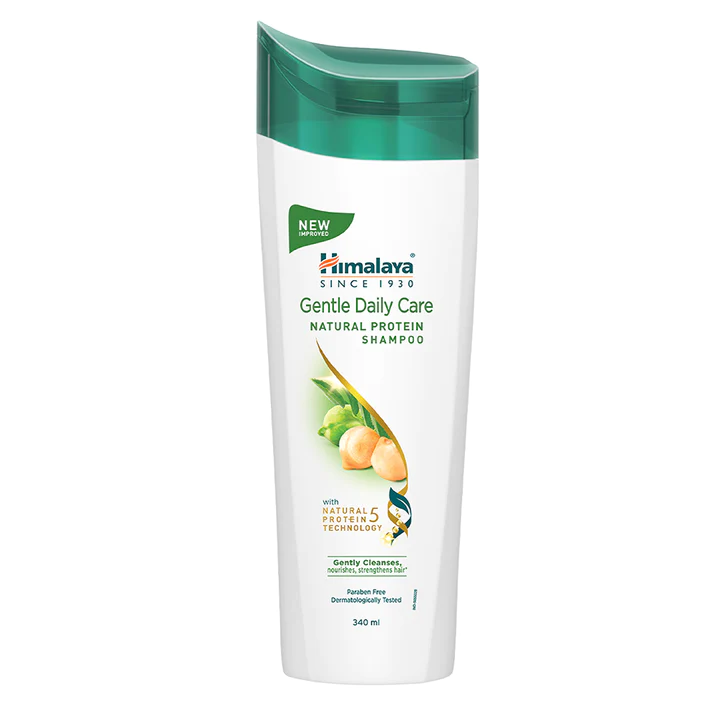 NEW
IMPROVED
Himalaya®
SINCE 1930
Gentle Daily Care
NATURAL PROTEIN
SHAMPOO
with
NATURAL
PROTEIN 5
TECHNOLOGY
Gently Cleanses,
nourishes, strengthens hair*
Paraben Free
Dermatologically Tested
340 ml